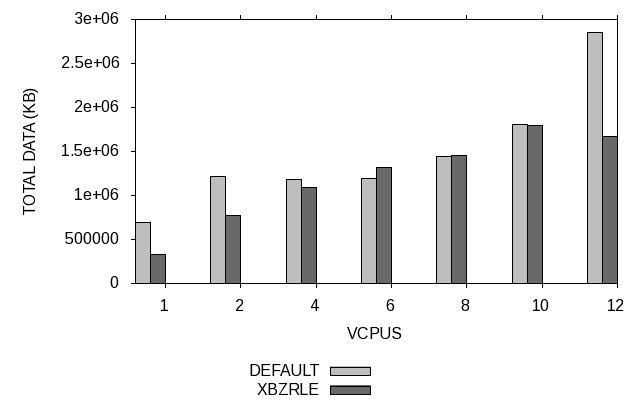 3e+06
2.5e+06
2e+06
1.5e+06
1e+06
500000
0
TOTAL DATA (KB)
1 2 4 6 8 10 12
VCPUS
DEFAULT
XBZRLE